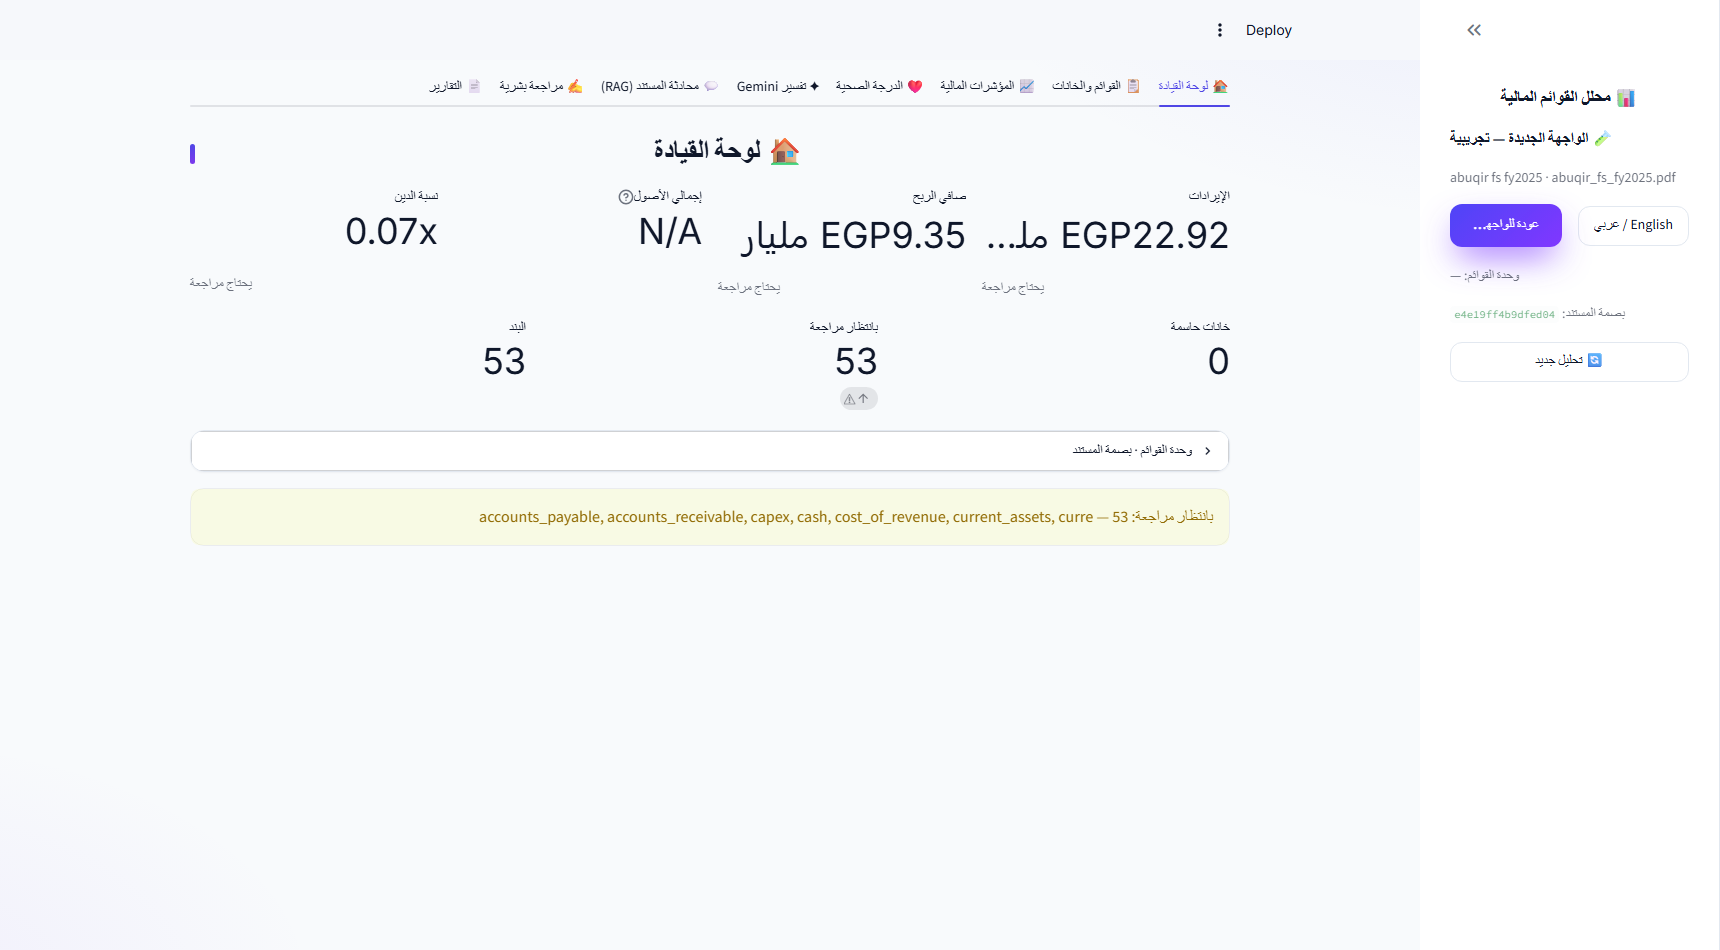 Deploy
🏠 لوحة القيادة
📋 القوائم والخانات
📈 المؤشرات المالية
❤️ الدرجة الصحية
✦ تفسير Gemini
💬 محادثة المستند (RAG)
✍️ مراجعة بشرية
📄 التقارير
🏠 لوحة القيادة
الإيرادات
EGP22.92 ملـ...
يحتاج مراجعة
صافي الربح
EGP9.35 مليار
يحتاج مراجعة
إجمالي الأصول
N/A
نسبة الدين
0.07x
يحتاج مراجعة
خانات حاسمة
0
بانتظار مراجعة
53
↑ ⚠
البند
53
وحدة القوائم · بصمة المستند
بانتظار مراجعة: 53 — accounts_payable, accounts_receivable, capex, cash, cost_of_revenue, current_assets, curre
📊 محلل القوائم المالية
🧪 الواجهة الجديدة — تجريبية
abuqir fs fy2025 · abuqir_fs_fy2025.pdf
عربي / English
عودة للواجهـ...
وحدة القوائم: —
بصمة المستند: e4e19ff4b9dfed04
🔄 تحليل جديد